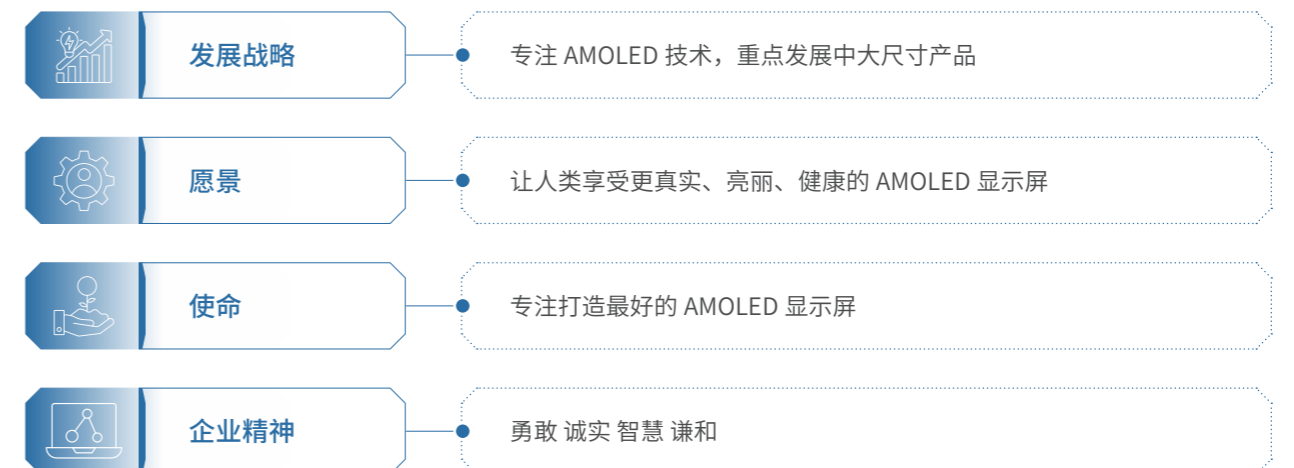 发展战略
专注 AMOLED 技术，重点发展中大尺寸产品
愿景
让人类享受更真实、亮丽、健康的 AMOLED 显示屏
使命
专注打造最好的 AMOLED 显示屏
企业精神
勇敢 诚实 智慧 谦和